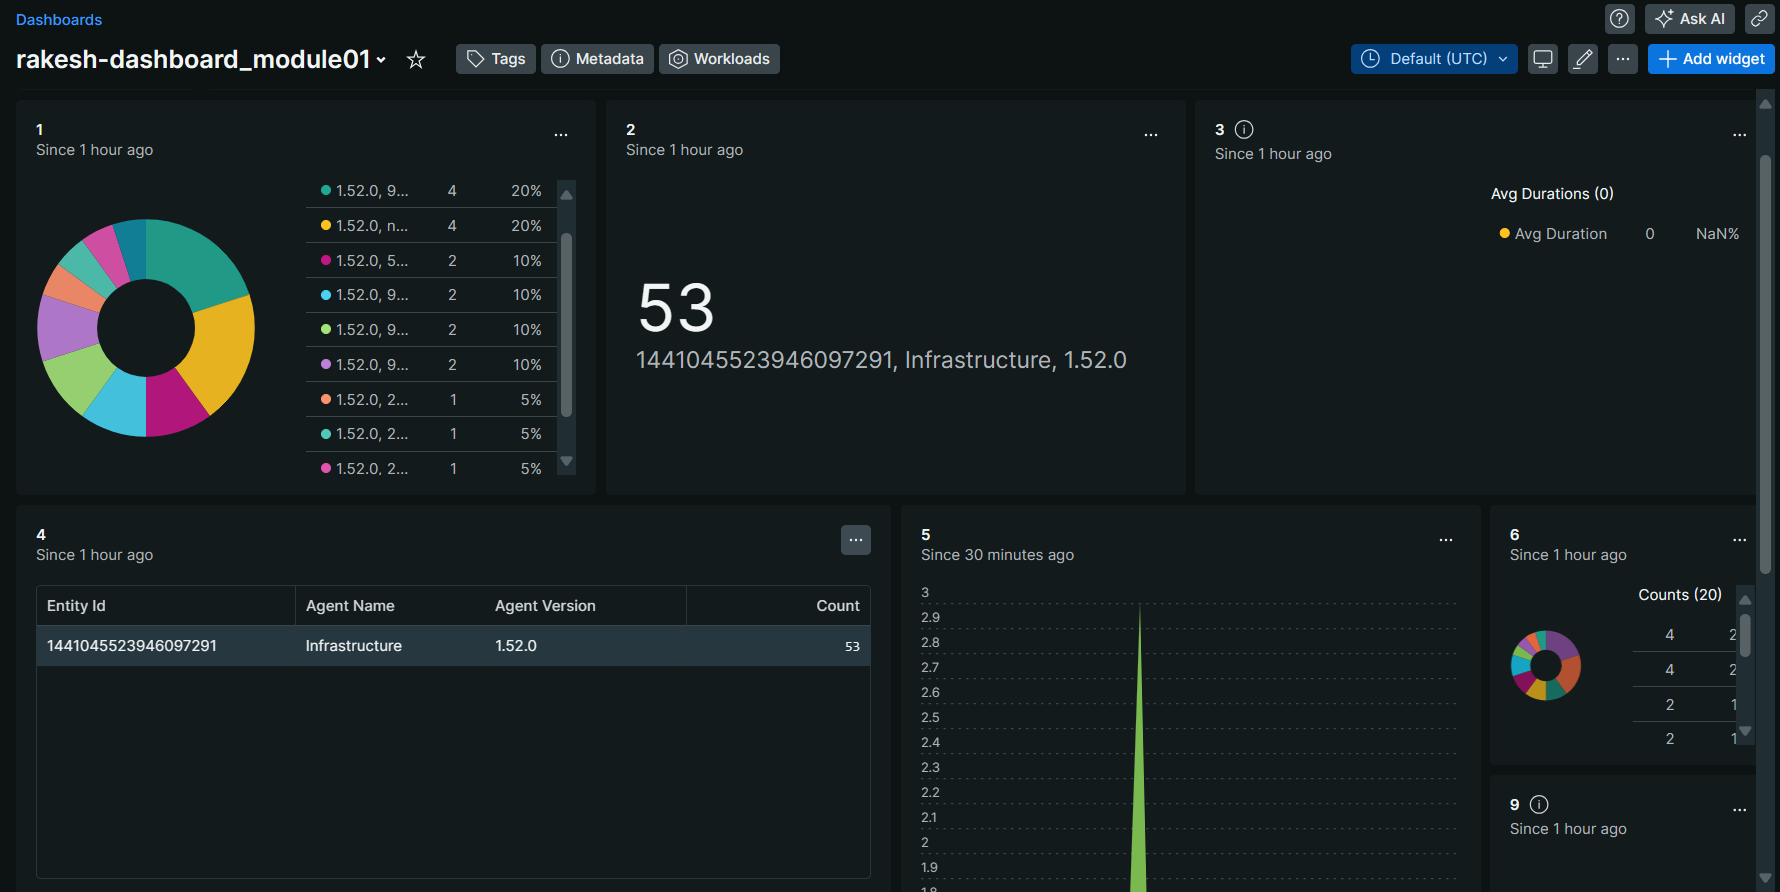 Dashboards
Ask AI
rakesh-dashboard_module01
Tags
Metadata
Workloads
Default (UTC)
Add widget
1
Since 1 hour ago
1.52.0, 9... 4 20%
1.52.0, n... 4 20%
1.52.0, 5... 2 10%
1.52.0, 9... 2 10%
1.52.0, 9... 2 10%
1.52.0, 9... 2 10%
1.52.0, 2... 1 5%
1.52.0, 2... 1 5%
1.52.0, 2... 1 5%
2
Since 1 hour ago
53
1441045523946097291, Infrastructure, 1.52.0
3
Since 1 hour ago
Avg Durations (0)
Avg Duration 0 NaN%
4
Since 1 hour ago
Entity Id Agent Name Agent Version Count
1441045523946097291 Infrastructure 1.52.0 53
5
Since 30 minutes ago
3
2.9
2.8
2.7
2.6
2.5
2.4
2.3
2.2
2.1
2
1.9
1.8
6
Since 1 hour ago
Counts (20)
4 2
4 2
2 1
2 1
9
Since 1 hour ago